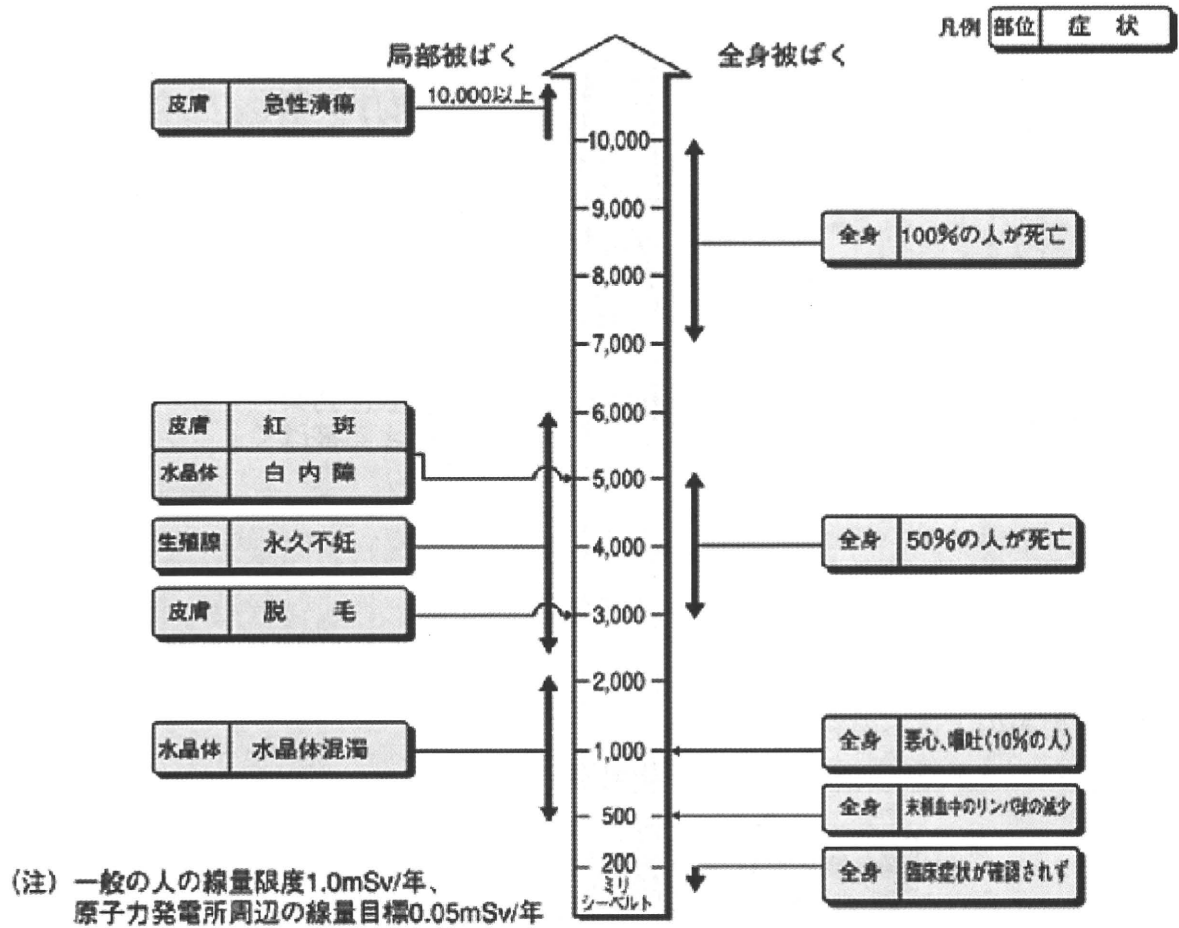 凡例 部位 症 状
局部被ばく
全身被ばく
皮膚 急性潰瘍
10.000以上
10,000
9,000
全身 100%の人が死亡
8,000
7,000
皮膚 紅 斑
6,000
水晶体 白 内 障
5,000
生殖腺 永久不妊
4,000
全身 50%の人が死亡
皮膚 脱 毛
3,000
2,000
水晶体 水晶体混濁
1,000
全身 悪心、嘔吐(10%の人)
500
全身 末梢血中のリンパ球の減少
200
ミリ
シーベルト
全身 臨床症状が確認されず
(注) 一般の人の線量限度1.0mSv/年、
原子力発電所周辺の線量目標0.05mSv/年